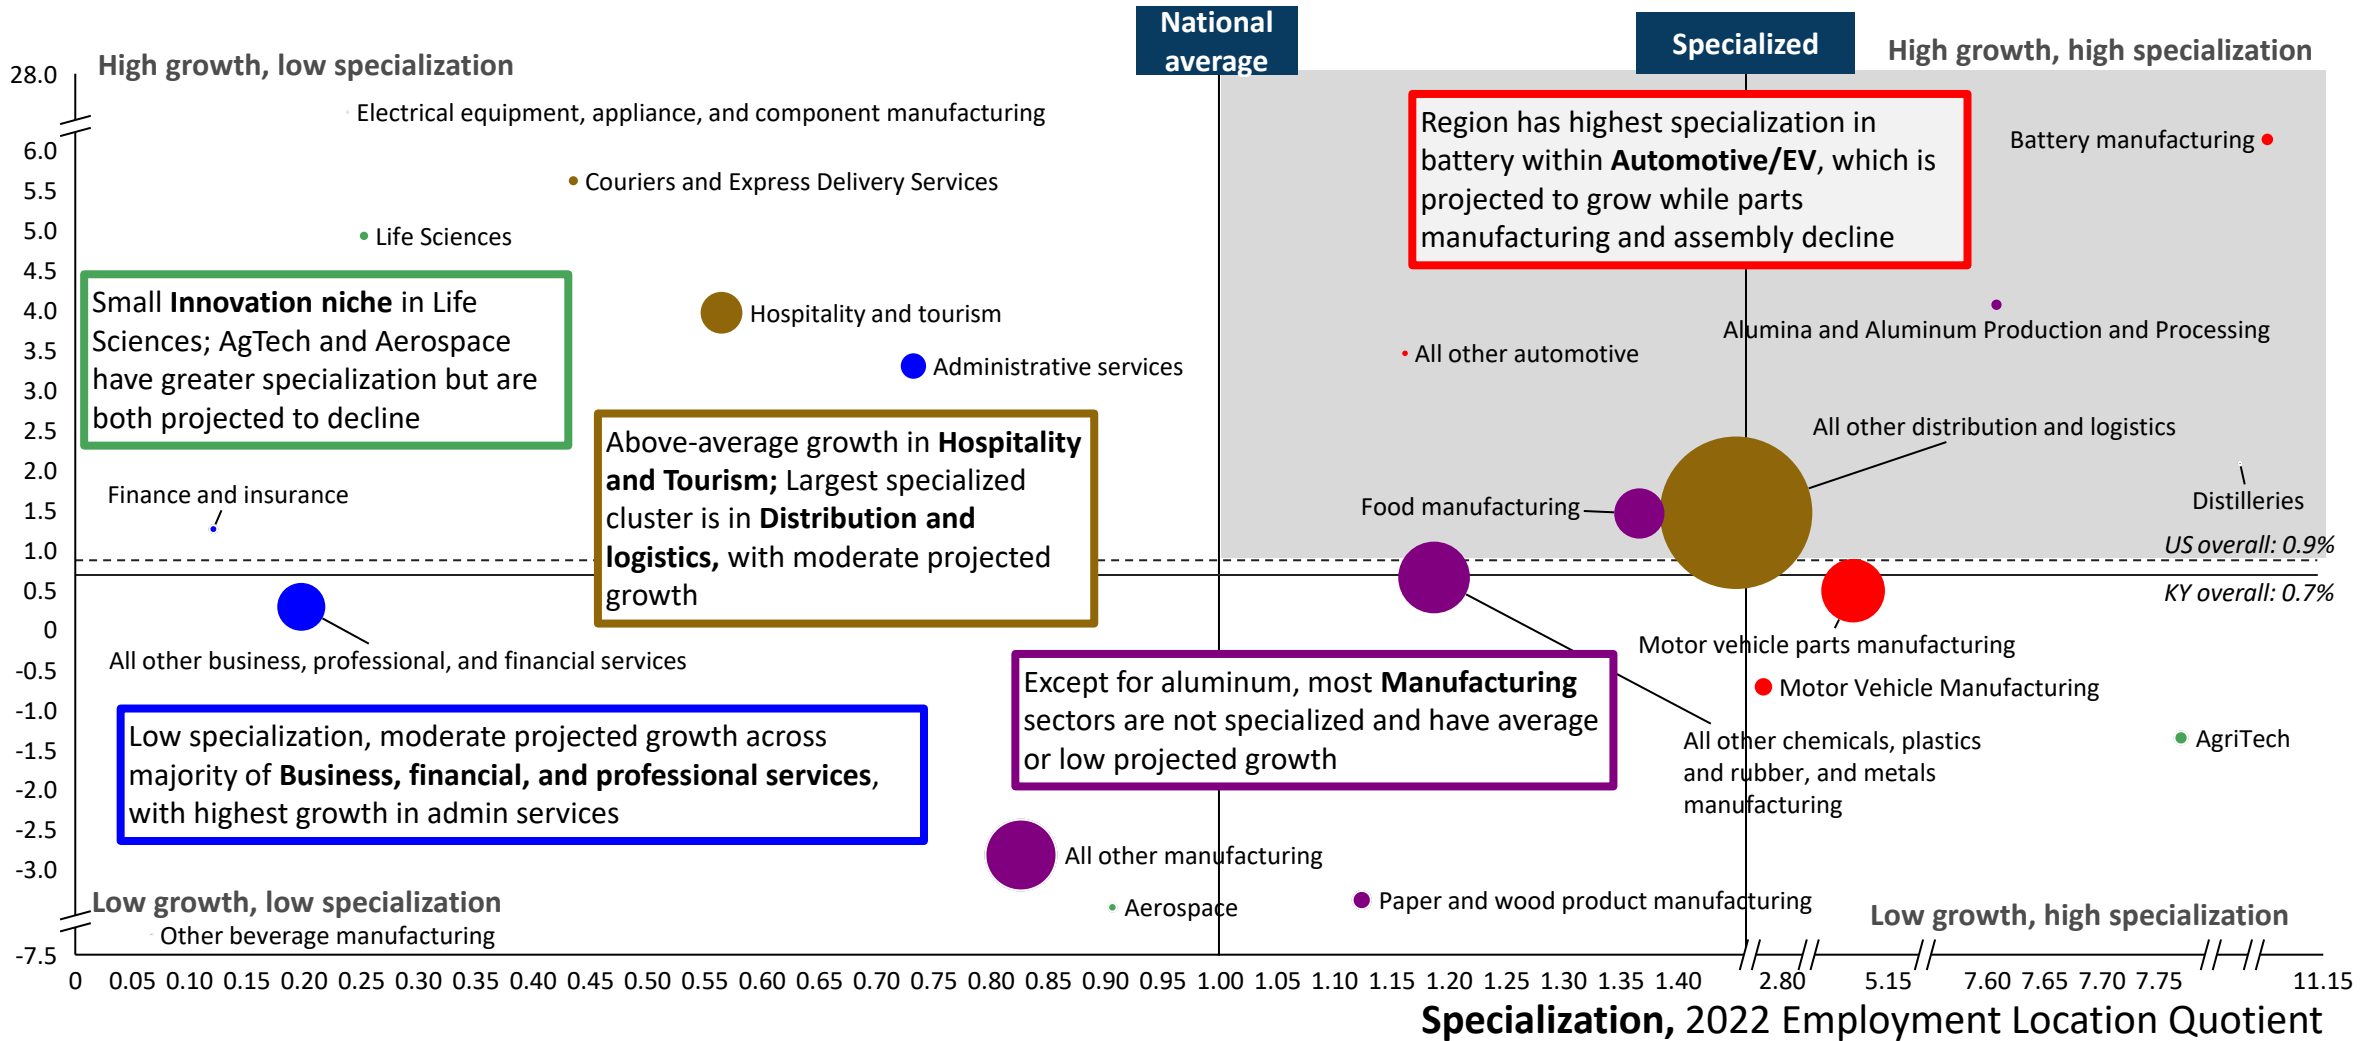 National
average
Specialized
High growth, low specialization
High growth, high specialization
28.0
6.0
5.5
5.0
4.5
4.0
3.5
3.0
2.5
2.0
1.5
1.0
0.5
0
-0.5
-1.0
-1.5
-2.0
-2.5
-3.0
-7.5
Electrical equipment, appliance, and component manufacturing
Couriers and Express Delivery Services
Life Sciences
Small Innovation niche in Life
Sciences; AgTech and Aerospace
have greater specialization but are
both projected to decline
Hospitality and tourism
Administrative services
Region has highest specialization in
battery within Automotive/EV, which is
projected to grow while parts
manufacturing and assembly decline
Battery manufacturing
Alumina and Aluminum Production and Processing
All other automotive
Above-average growth in Hospitality
and Tourism; Largest specialized
cluster is in Distribution and
logistics, with moderate projected
growth
All other distribution and logistics
Finance and insurance
Food manufacturing
Distilleries
US overall: 0.9%
KY overall: 0.7%
All other business, professional, and financial services
Motor vehicle parts manufacturing
Except for aluminum, most Manufacturing
sectors are not specialized and have average
or low projected growth
Motor Vehicle Manufacturing
Low specialization, moderate projected growth across
majority of Business, financial, and professional services,
with highest growth in admin services
All other chemicals, plastics
and rubber, and metals
manufacturing
AgriTech
All other manufacturing
Aerospace
Paper and wood product manufacturing
Low growth, low specialization
Low growth, high specialization
Other beverage manufacturing
0 0.05 0.10 0.15 0.20 0.25 0.30 0.35 0.40 0.45 0.50 0.55 0.60 0.65 0.70 0.75 0.80 0.85 0.90 0.95 1.00 1.05 1.10 1.15 1.20 1.25 1.30 1.35 1.40 2.80 5.15 7.60 7.65 7.70 7.75 11.15
Specialization, 2022 Employment Location Quotient